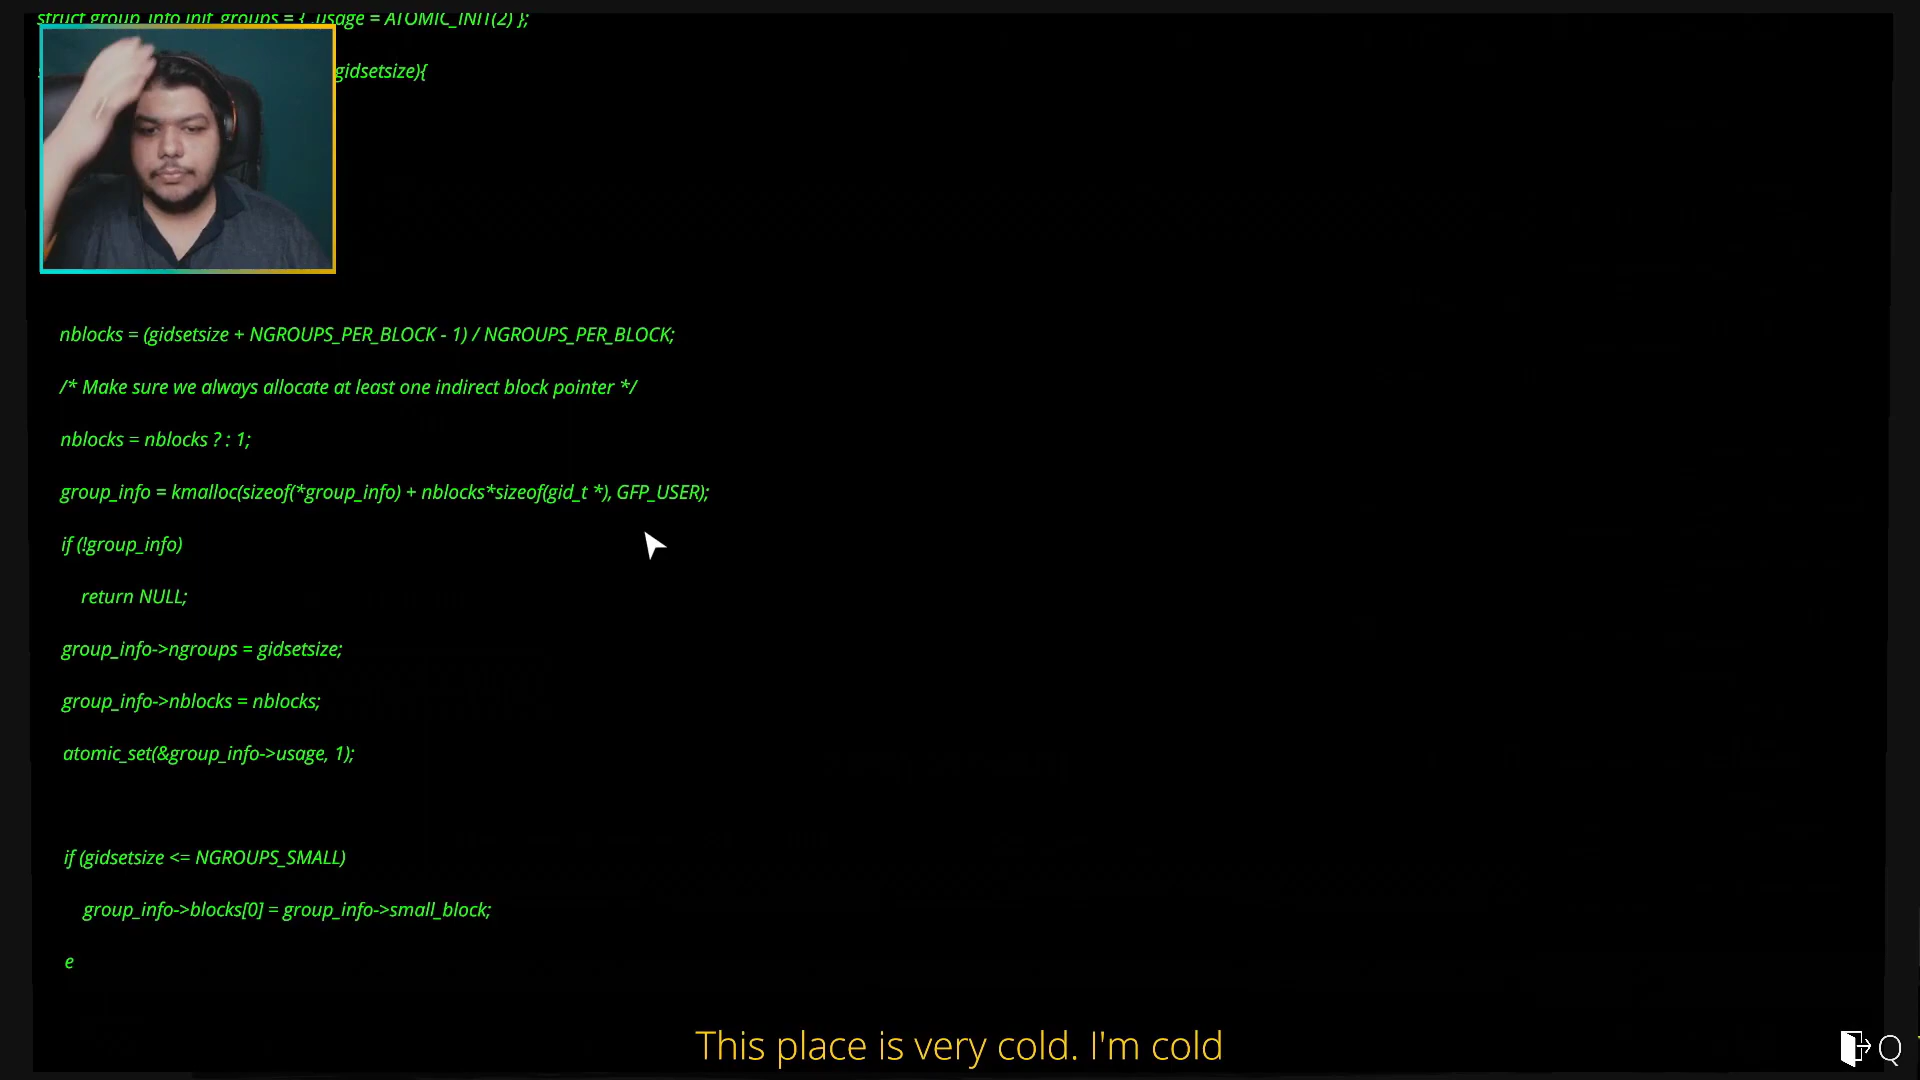 struct group_info init_groups = { .usage = ATOMIC_INIT(2) };
gidsetsize){
nblocks = (gidsetsize + NGROUPS_PER_BLOCK - 1) / NGROUPS_PER_BLOCK;
/* Make sure we always allocate at least one indirect block pointer */
nblocks = nblocks ? : 1;
group_info = kmalloc(sizeof(*group_info) + nblocks*sizeof(gid_t *), GFP_USER);
if (!group_info)
return NULL;
group_info->ngroups = gidsetsize;
group_info->nblocks = nblocks;
atomic_set(&group_info->usage, 1);
if (gidsetsize <= NGROUPS_SMALL)
group_info->blocks[0] = group_info->small_block;
e
This place is very cold. I'm cold
Q